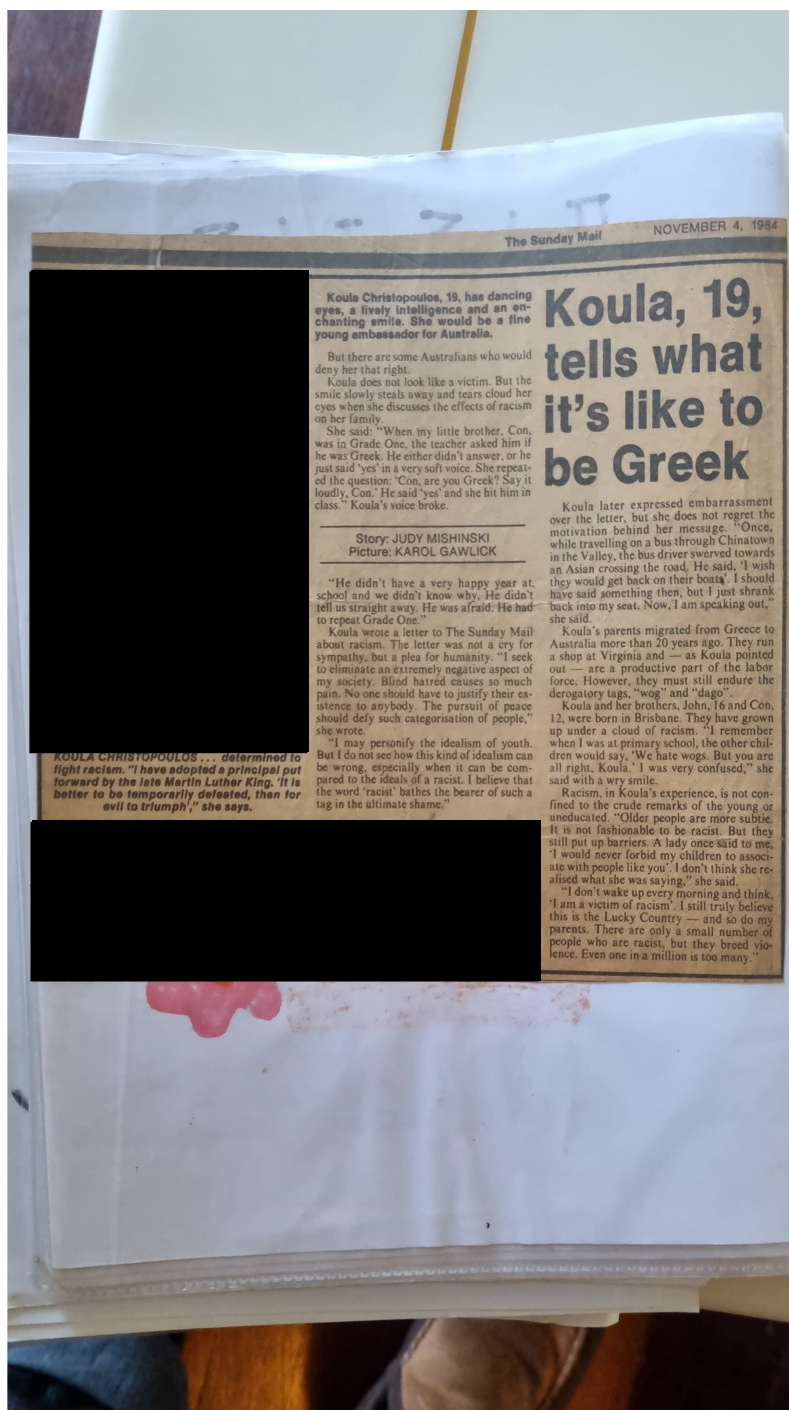 The Sunday Mail
NOVEMBER 4, 1984
Koula, 19,
tells what
it's like to
be Greek
Koula Christopoulos, 19, has dancing
eyes, a lively intelligence and an en-
chanting smile. She would be a fine
young ambassador for Australia.
But there are some Australians who would
deny her that right.
Koula does not look like a victim. But the
smile slowly steals away and tears cloud her
eyes when she discusses the effects of racism
on her family.
She said: "When my little brother, Con,
was in Grade One, the teacher asked him if
he was Greek. He either didn't answer, or he
just said 'yes' in a very soft voice. She repeat-
ed the question: 'Con, are you Greek? Say it
loudly, Con.' He said 'yes' and she hit him in
class." Koula's voice broke.
Story: JUDY MISHINSKI
Picture: KAROL GAWLICK
"He didn't have a very happy year at
school and we didn't know why. He didn't
tell us straight away. He was afraid. He had
to repeat Grade One."
Koula wrote a letter to The Sunday Mail
about racism. The letter was not a cry for
sympathy, but a plea for humanity. "I seek
to eliminate an extremely negative aspect of
my society. Blind hatred causes so much
pain. No one should have to justify their ex-
istence to anybody. The pursuit of peace
should defy such categorisation of people,"
she wrote.
"I may personify the idealism of youth.
But I do not see how this kind of idealism can
be wrong, especially when it can be com-
pared to the ideals of a racist. I believe that
the word 'racist' bathes the bearer of such a
tag in the ultimate shame."
KOULA CHRISTOPOULOS ... determined to
fight racism. "I have adopted a principal put
forward by the late Martin Luther King. 'It is
better to be temporarily defeated, than for
evil to triumph'," she says.
Koula later expressed embarrassment
over the letter, but she does not regret the
motivation behind her message. "Once,
while travelling on a bus through Chinatown
in the Valley, the bus driver swerved towards
an Asian crossing the road. He said, 'I wish
they would get back on their boats'. I should
have said something then, but I just shrank
back into my seat. Now, I am speaking out,"
she said.
Koula's parents migrated from Greece to
Australia more than 20 years ago. They run
a shop at Virginia and — as Koula pointed
out — are a productive part of the labor
force. However, they must still endure the
derogatory tags, "wog" and "dago".
Koula and her brothers, John, 16 and Con,
12, were born in Brisbane. They have grown
up under a cloud of racism. "I remember
when I was at primary school, the other chil-
dren would say, 'We hate wogs. But you are
all right, Koula.' I was very confused," she
said with a wry smile.
Racism, in Koula's experience, is not con-
fined to the crude remarks of the young or
uneducated. "Older people are more subtle.
It is not fashionable to be racist. But they
still put up barriers. A lady once said to me,
'I would never forbid my children to associ-
ate with people like you'. I don't think she re-
alised what she was saying," she said.
"I don't wake up every morning and think,
'I am a victim of racism'. I still truly believe
this is the Lucky Country — and so do my
parents. There are only a small number of
people who are racist, but they breed vio-
lence. Even one in a million is too many."